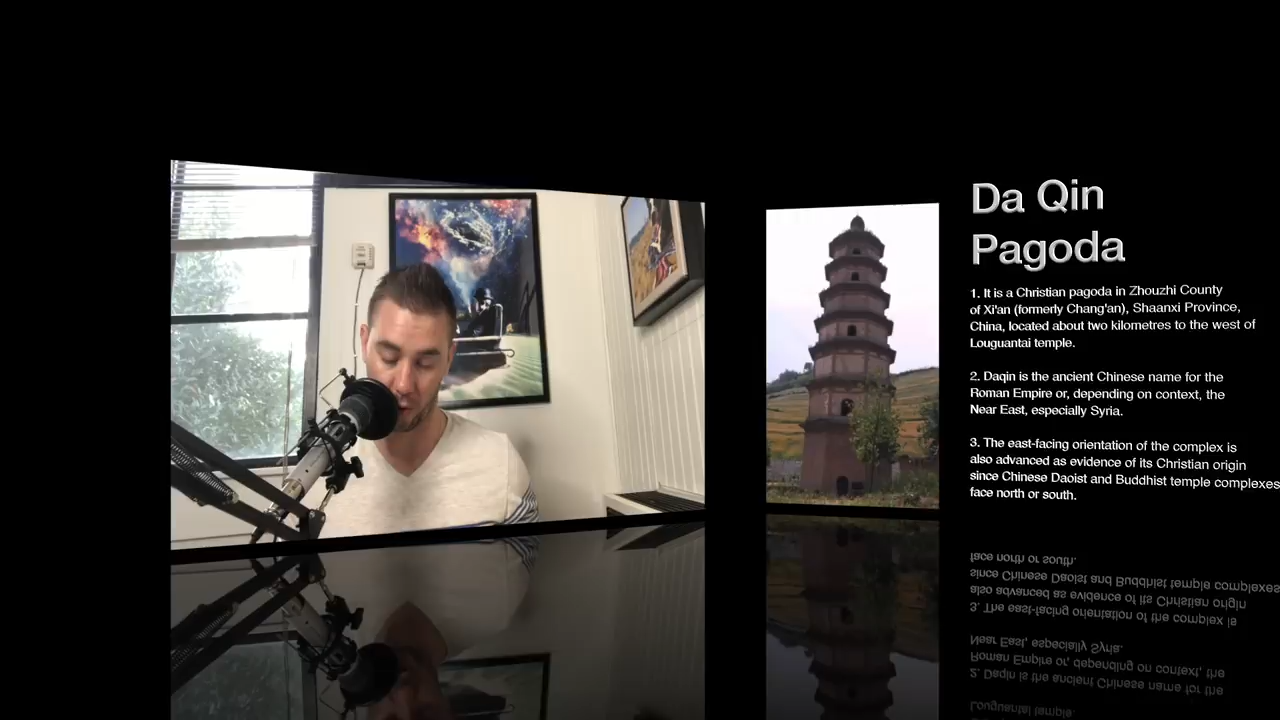 Da Qin
Pagoda
1. It is a Christian pagoda in Zhouzhi County
of Xi'an (formerly Chang'an), Shaanxi Province,
China, located about two kilometres to the west of
Louguantai temple.
2. Daqin is the ancient Chinese name for the
Roman Empire or, depending on context, the
Near East, especially Syria.
3. The east-facing orientation of the complex is
also advanced as evidence of its Christian origin
since Chinese Daoist and Buddhist temple complexes
face north or south.